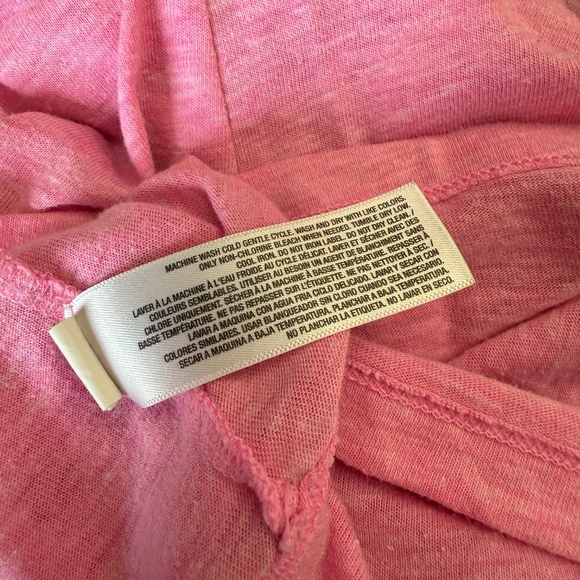 MACHINE WASH COLD GENTLE CYCLE. WASH AND DRY WITH LIKE COLORS.
ONLY NON-CHLORINE BLEACH WHEN NEEDED. TUMBLE DRY LOW.
COOL IRON. DO NOT IRON LABEL. DO NOT DRY CLEAN. /
LAVER À LA MACHINE À L'EAU FROIDE AU CYCLE DÉLICAT. LAVER ET SÉCHER AVEC DES
COULEURS SEMBLABLES. UTILISER AU BESOIN UN AGENT DE BLANCHIMENT SANS
CHLORE UNIQUEMENT. SÉCHER À LA MACHINE À BASSE TEMPÉRATURE. REPASSER À
BASSE TEMPÉRATURE. NE PAS REPASSER SUR L'ÉTIQUETTE. NE PAS NETTOYER À SEC. /
LAVAR A MAQUINA CON AGUA FRIA CICLO DELICADO. LAVAR Y SECAR CON
COLORES SIMILARES. USAR BLANQUEADOR SIN CLORO CUANDO SEA NECESARIO.
SECAR A MAQUINA A BAJA TEMPERATURA. PLANCHAR A BAJA TEMPERATURA.
NO PLANCHAR LA ETIQUETA. NO LAVAR EN SECO.